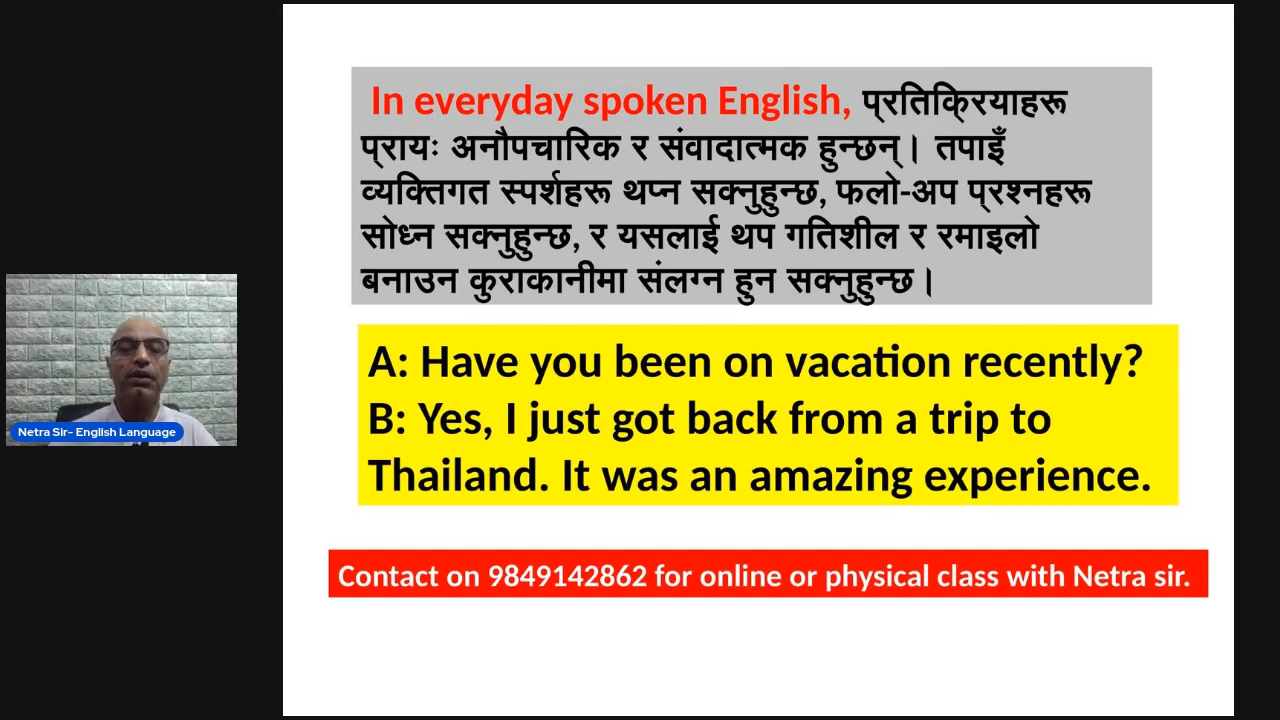 In everyday spoken English, प्रतिक्रियाहरू
प्रायः अनौपचारिक र संवादात्मक हुन्छन्। तपाइँ
व्यक्तिगत स्पर्शहरू थप्न सक्नुहुन्छ, फलो-अप प्रश्नहरू
सोध्न सक्नुहुन्छ, र यसलाई थप गतिशील र रमाइलो
बनाउन कुराकानीमा संलग्न हुन सक्नुहुन्छ।
A: Have you been on vacation recently?
B: Yes, I just got back from a trip to
Thailand. It was an amazing experience.
Netra Sir- English Language
Contact on 9849142862 for online or physical class with Netra sir.